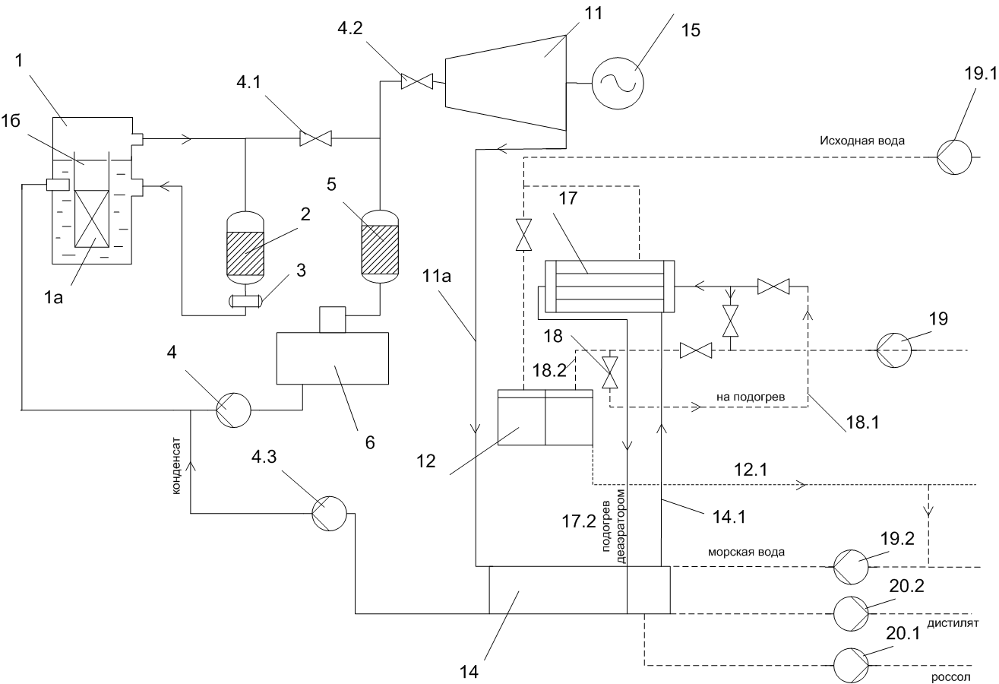 11
4.2
15
1
4.1
19.1
1б
Исходная вода
5
17
2
3
11a
1a
18
19
18.2
4
на подогрев
18.1
6
12
4.3
12.1
конденсат
17.2
подогрев
деаэратором
14.1
19.2
морская вода
20.2
дистилят
20.1
14
россол